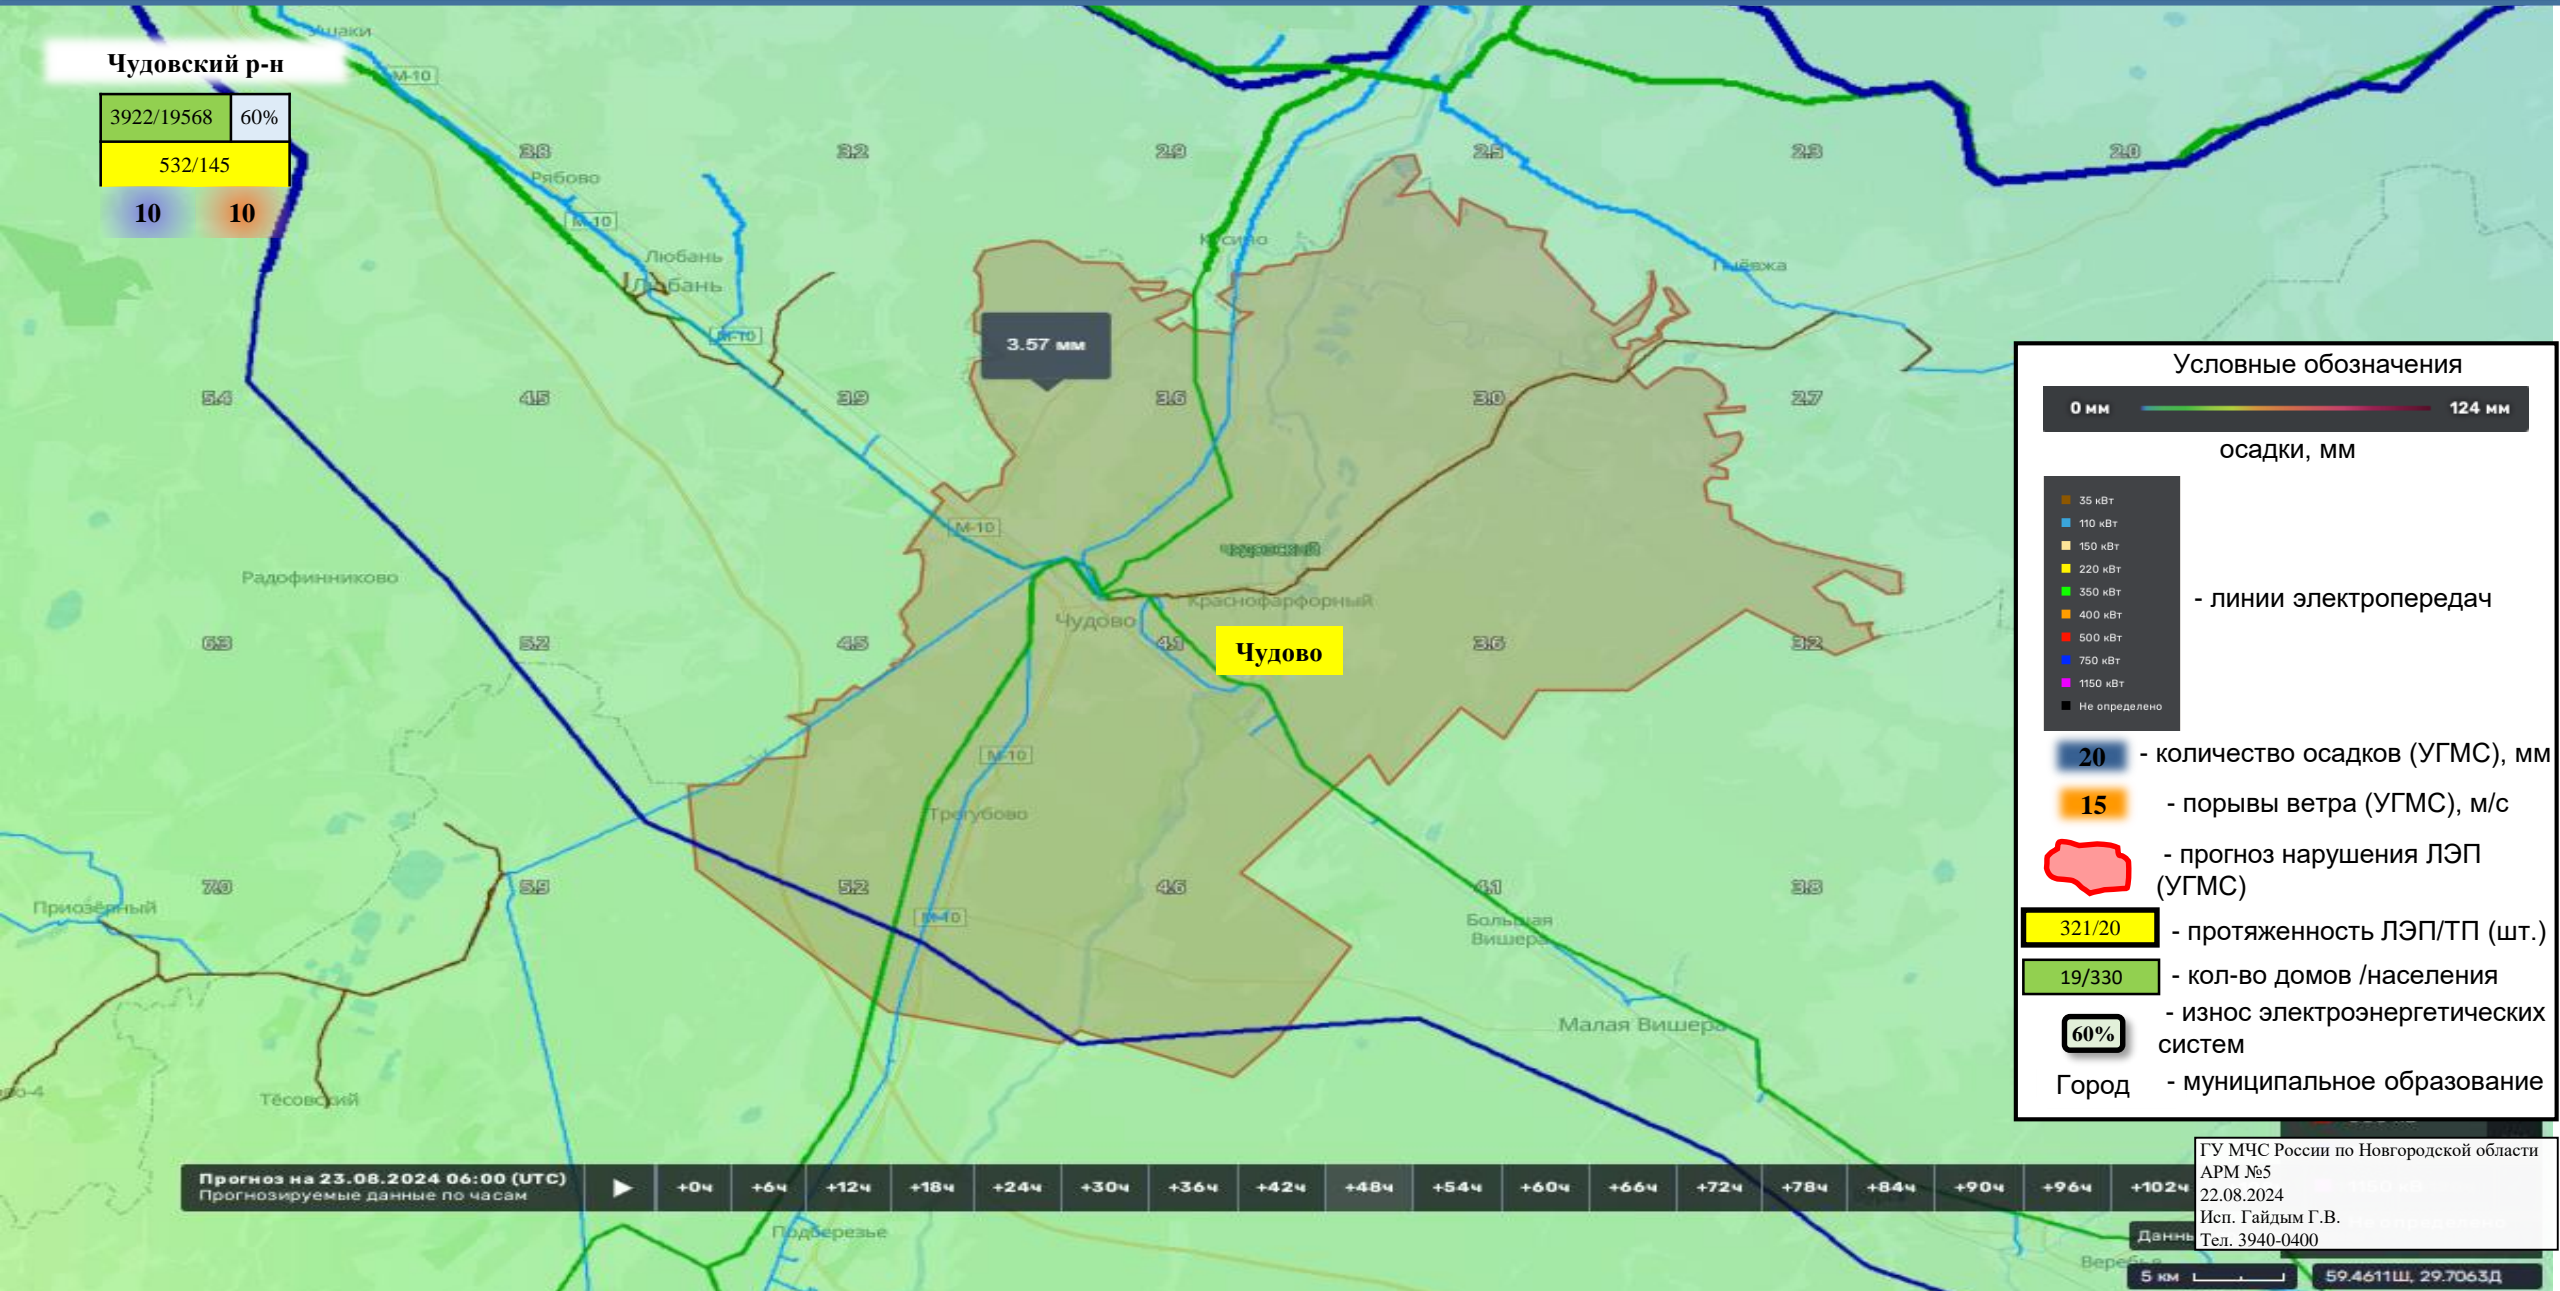 Ушаки
Чудовский р-н
М-10
3922/19568 60%
532/145
10 10
3.8 3.2 2.9 2.5 2.3 2.0
Рябово
М-10
Любань
Любань
Кусино
М-10
3.57 мм
5.4 4.5 3.9 3.6 3.0 2.7
М-10
Радофинниково
Краснофарфорный
Чудово
6.3 5.2 4.5 4.1 3.6 3.2
Чудово
М-10
Трегубово
7.0 5.9 5.2 4.6 4.1 3.8
Приозёрный
М-10
Большая
Вишера
Малая Вишера
Тёсовский
Подберезье
Условные обозначения
0 мм 124 мм
осадки, мм
35 кВт
110 кВт
150 кВт
220 кВт
350 кВт
400 кВт
500 кВт
750 кВт
1150 кВт
Не определено
- линии электропередач
20 - количество осадков (УГМС), мм
15 - порывы ветра (УГМС), м/с
- прогноз нарушения ЛЭП
(УГМС)
321/20 - протяженность ЛЭП/ТП (шт.)
19/330 - кол-во домов /населения
60% - износ электроэнергетических
систем
Город - муниципальное образование
Прогноз на 23.08.2024 06:00 (UTC)
Прогнозируемые данные по часам
+0ч +6ч +12ч +18ч +24ч +30ч +36ч +42ч +48ч +54ч +60ч +66ч +72ч +78ч +84ч +90ч +96ч +102ч
ГУ МЧС России по Новгородской области
АРМ №5
22.08.2024
Исп. Гайдым Г.В.
Тел. 3940-0400
5 км
59.4611Ш, 29.7063Д